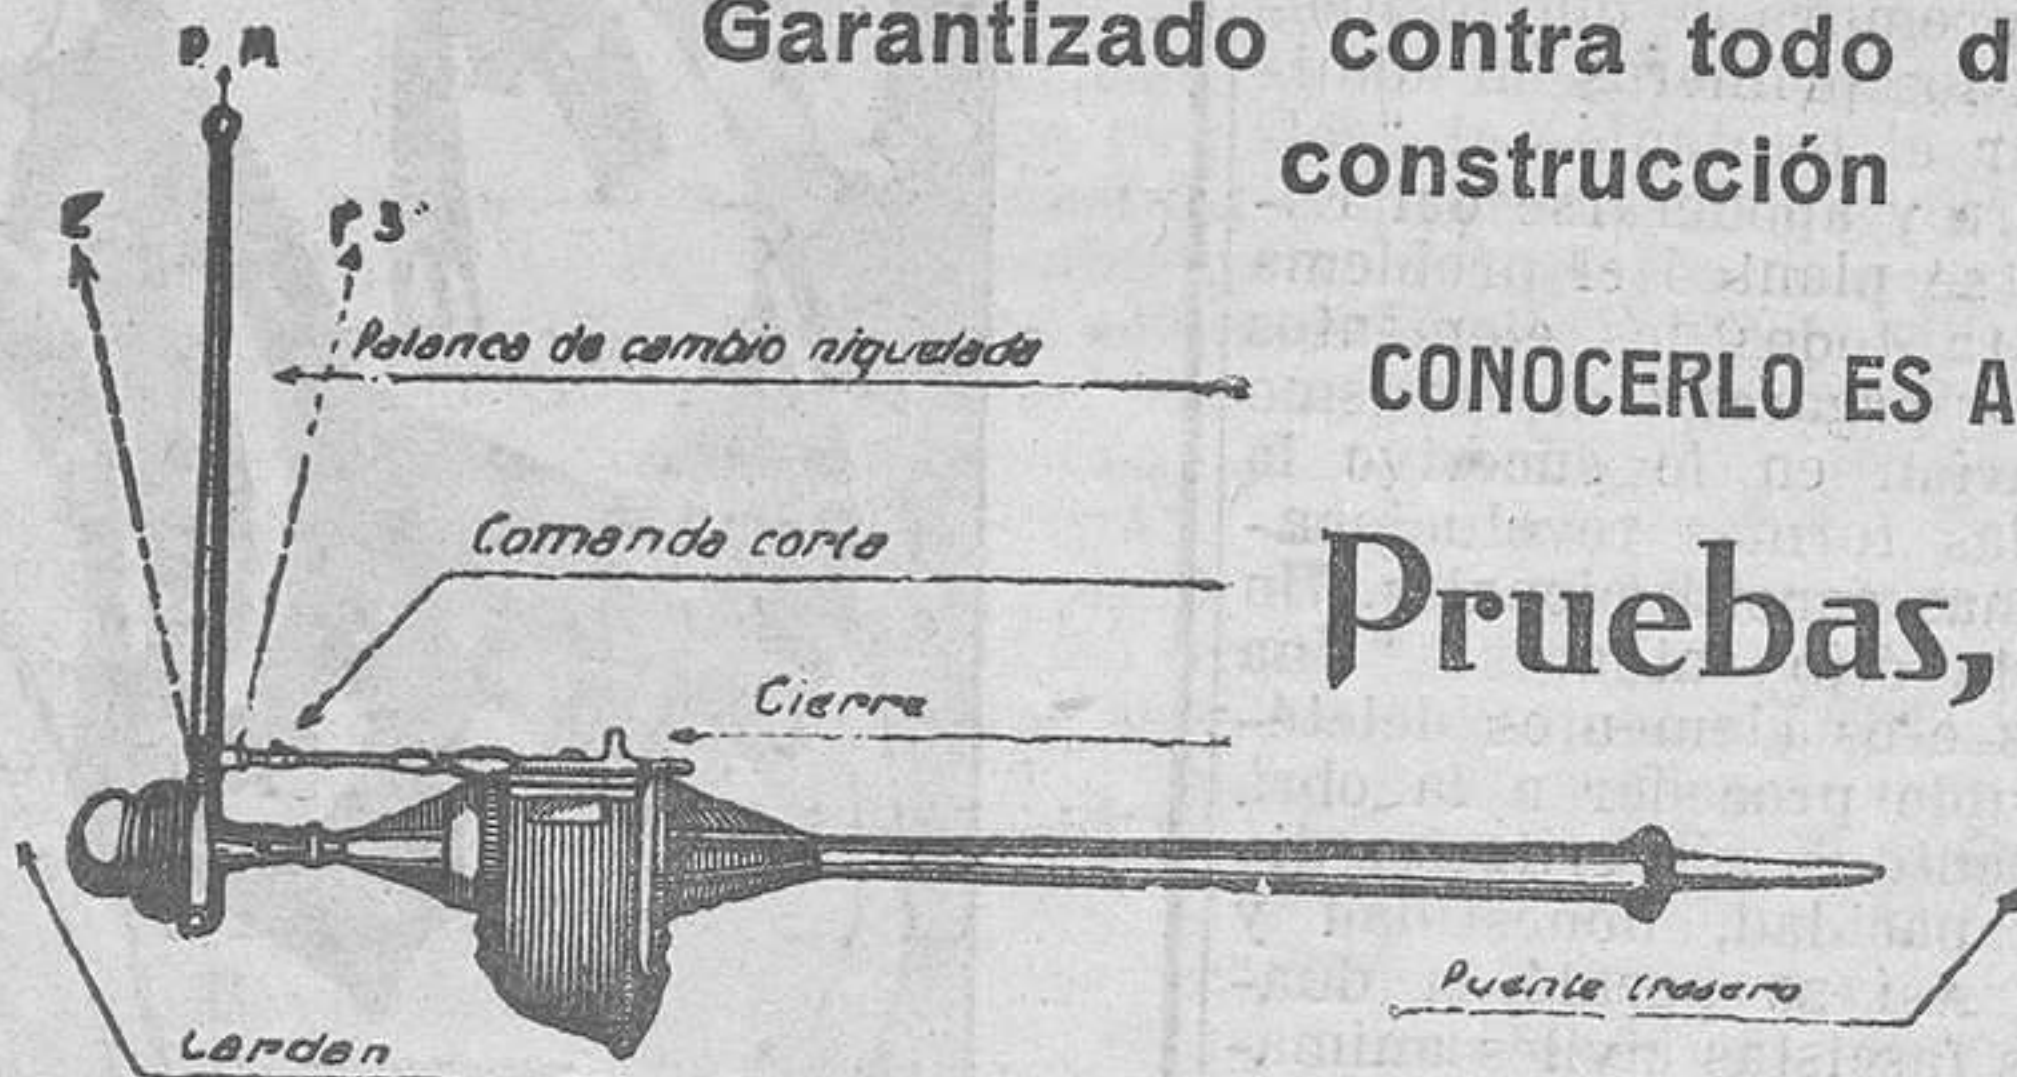 Garantizado contra todo d
construcción
P M
P 3
Palanca de cambio niquelada
CONOCERLO ES A
Comanda corta
Pruebas,
Cierre
Puente trasero
Cardan